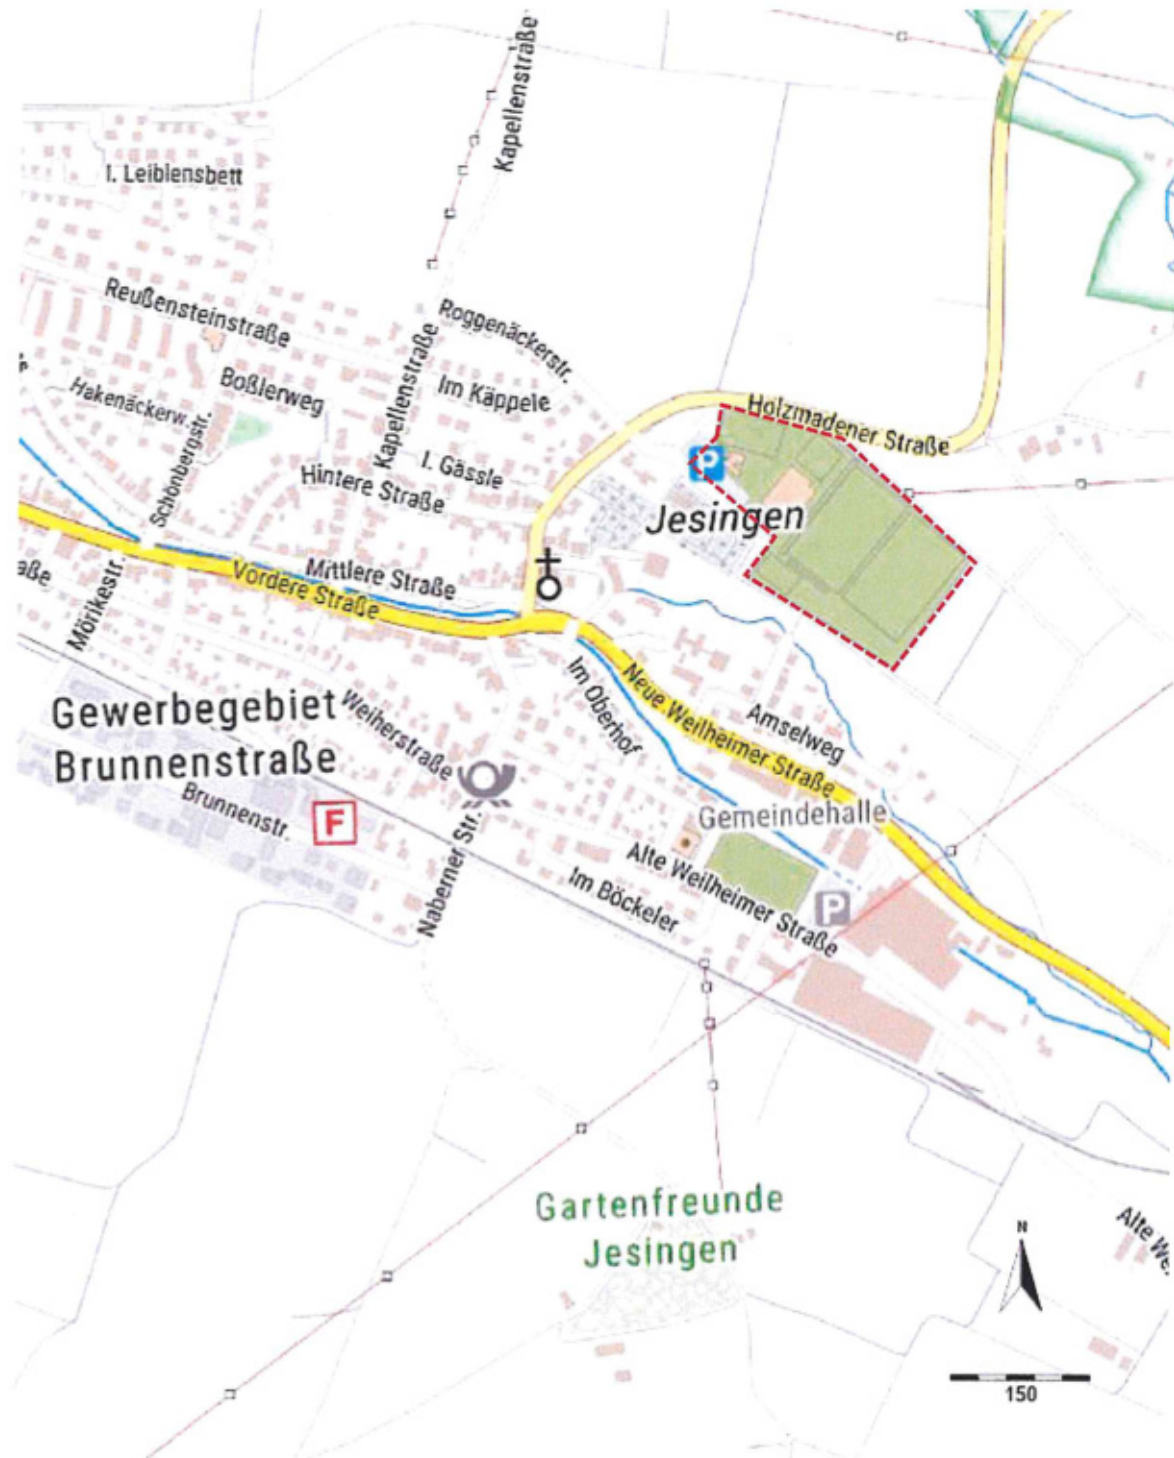 Kapellenstraße
I. Leiblensbett
Reußensteinstraße
Roggenäckerstr.
Kapellenstraße
Boßlerweg
Im Käppele
Hakenäckerw.
Schönbergstr.
Holzmadener Straße
I. Gässle
Hintere Straße
P
Jesingen
aße
Mörikestr.
Mittlere Straße
Vordere Straße
Im Oberhof
Neue Weilheimer Straße
Amselweg
Gewerbegebiet
Brunnenstraße
Weiherstraße
Brunnenstr.
F
Naberner Str.
Gemeindehalle
Alte Weilheimer Straße
Im Böckeler
P
Gartenfreunde
Jesingen
Alte We.
N
150